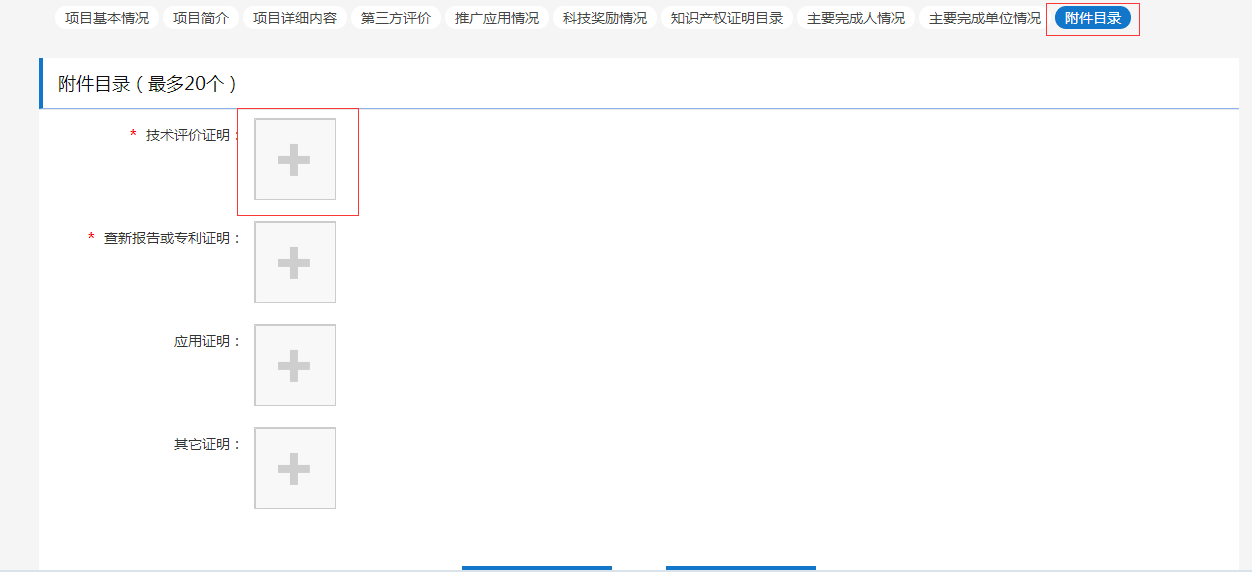 项目基本情况 项目简介 项目详细内容 第三方评价 推广应用情况 科技奖励情况 知识产权证明目录 主要完成人情况 主要完成单位情况 附件目录
附件目录（最多20个）
* 技术评价证明：
* 查新报告或专利证明：
应用证明：
其它证明：